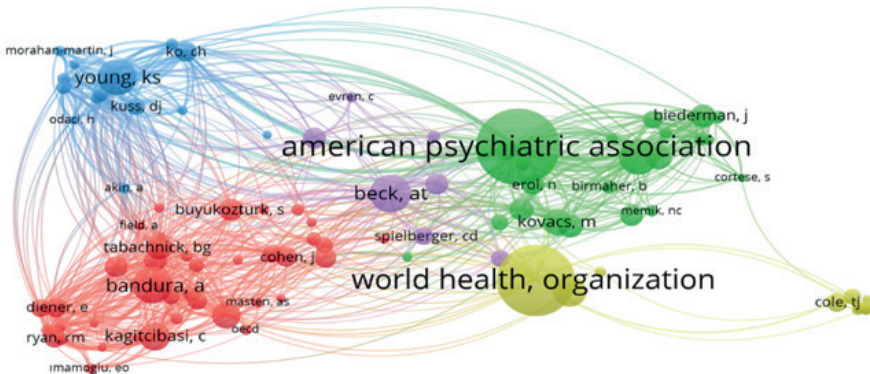 morahan-martin, j
ko, ch
young, ks
kuss, dj
odaci, h
evren, c
biederman, j
american psychiatric association
akin, a
beck, at
erol, n
birmaher, b
cortese, s
field, a
buyukozturk, s
kovacs, m
memik, nc
tabachnick, bg
cohen, j
spielberger, cd
bandura, a
world health, organization
diener, e
masten, as
cole, tj
ryan, rm
kagitcibasi, c
oecd
imamoglu, eo